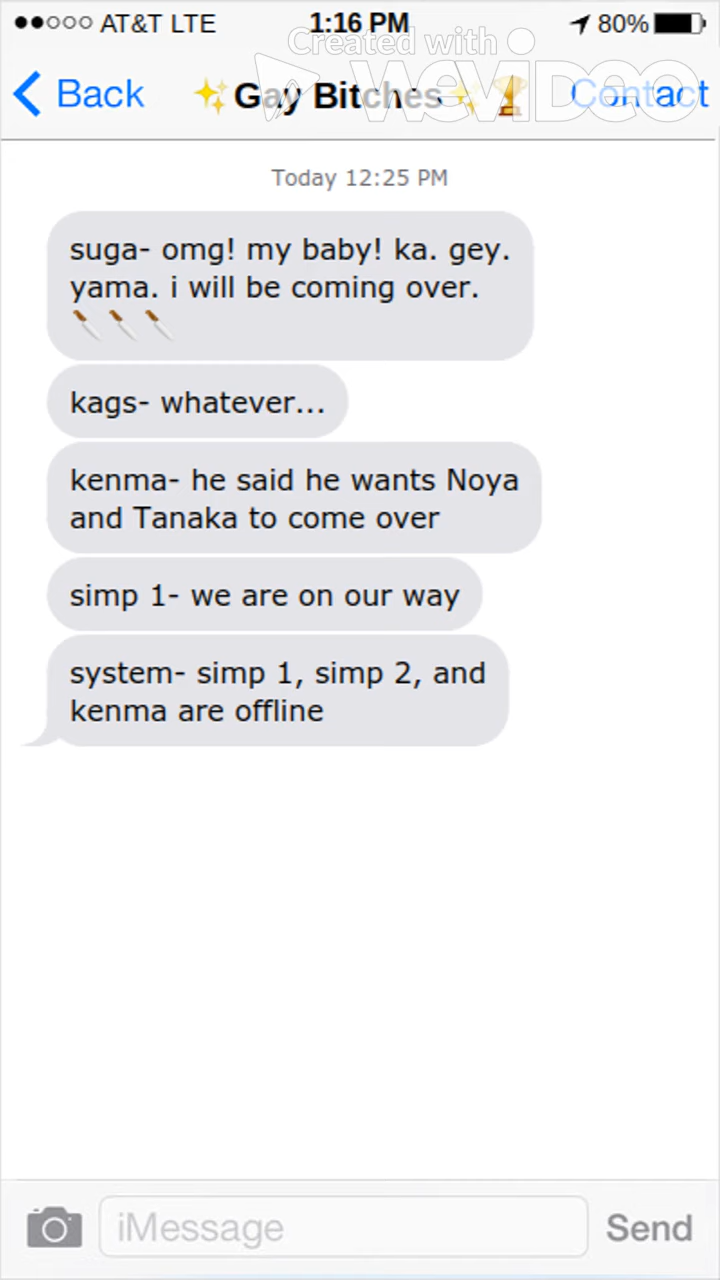 AT&T LTE 1:16 PM 80%
Created with
WeVideo
Back ✨Gay Bitches✨🏆 Contact
Today 12:25 PM
suga- omg! my baby! ka. gey.
yama. i will be coming over.
🔪🔪🔪
kags- whatever...
kenma- he said he wants Noya
and Tanaka to come over
simp 1- we are on our way
system- simp 1, simp 2, and
kenma are offline
iMessage Send